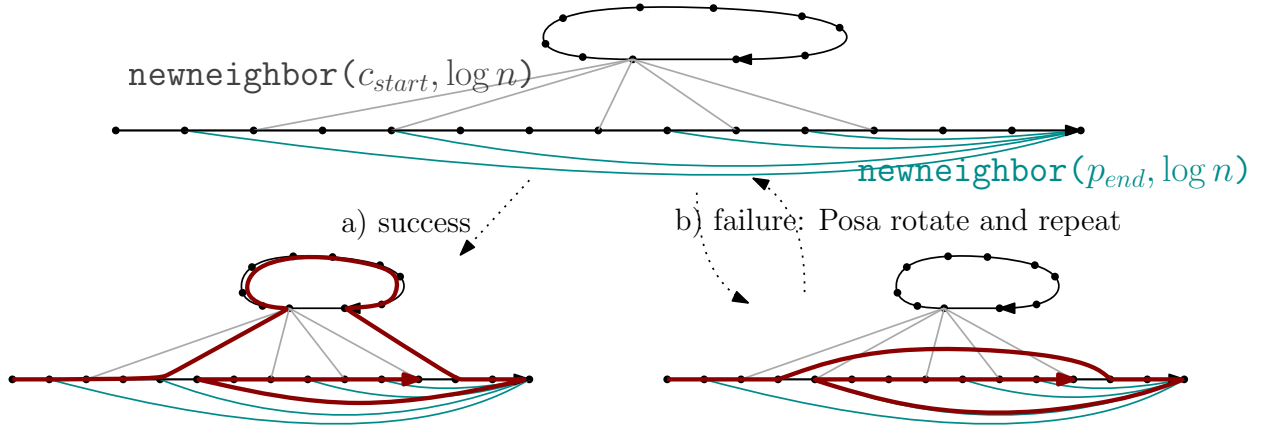 newneighbor(c_start, log n)
newneighbor(p_end, log n)
a) success
b) failure: Posa rotate and repeat